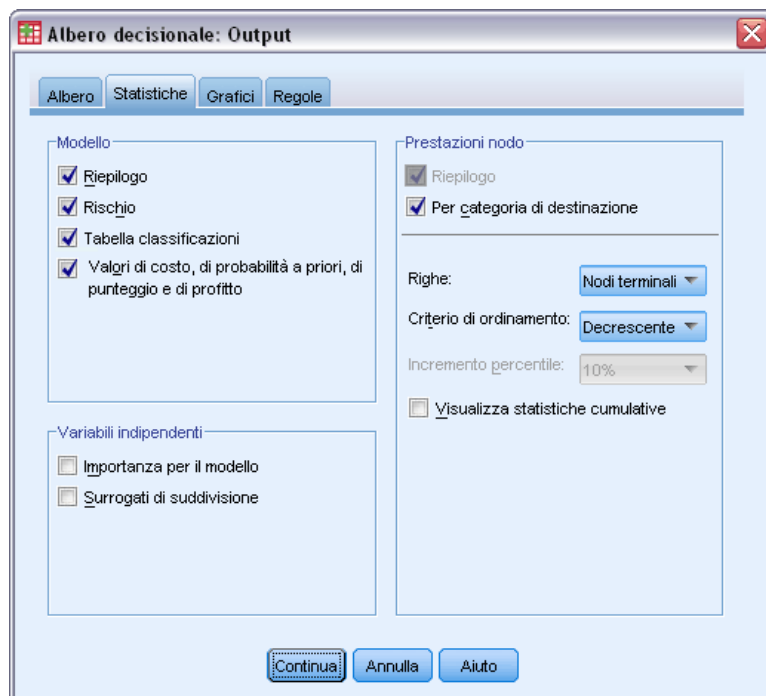 Albero decisionale: Output
Albero
Statistiche
Grafici
Regole
Modello
Riepilogo
Rischio
Tabella classificazioni
Valori di costo, di probabilità a priori, di
punteggio e di profitto
Variabili indipendenti
Importanza per il modello
Surrogati di suddivisione
Prestazioni nodo
Riepilogo
Per categoria di destinazione
Righe:
Nodi terminali
Criterio di ordinamento:
Decrescente
Incremento percentile:
10%
Visualizza statistiche cumulative
Continua
Annulla
Aiuto